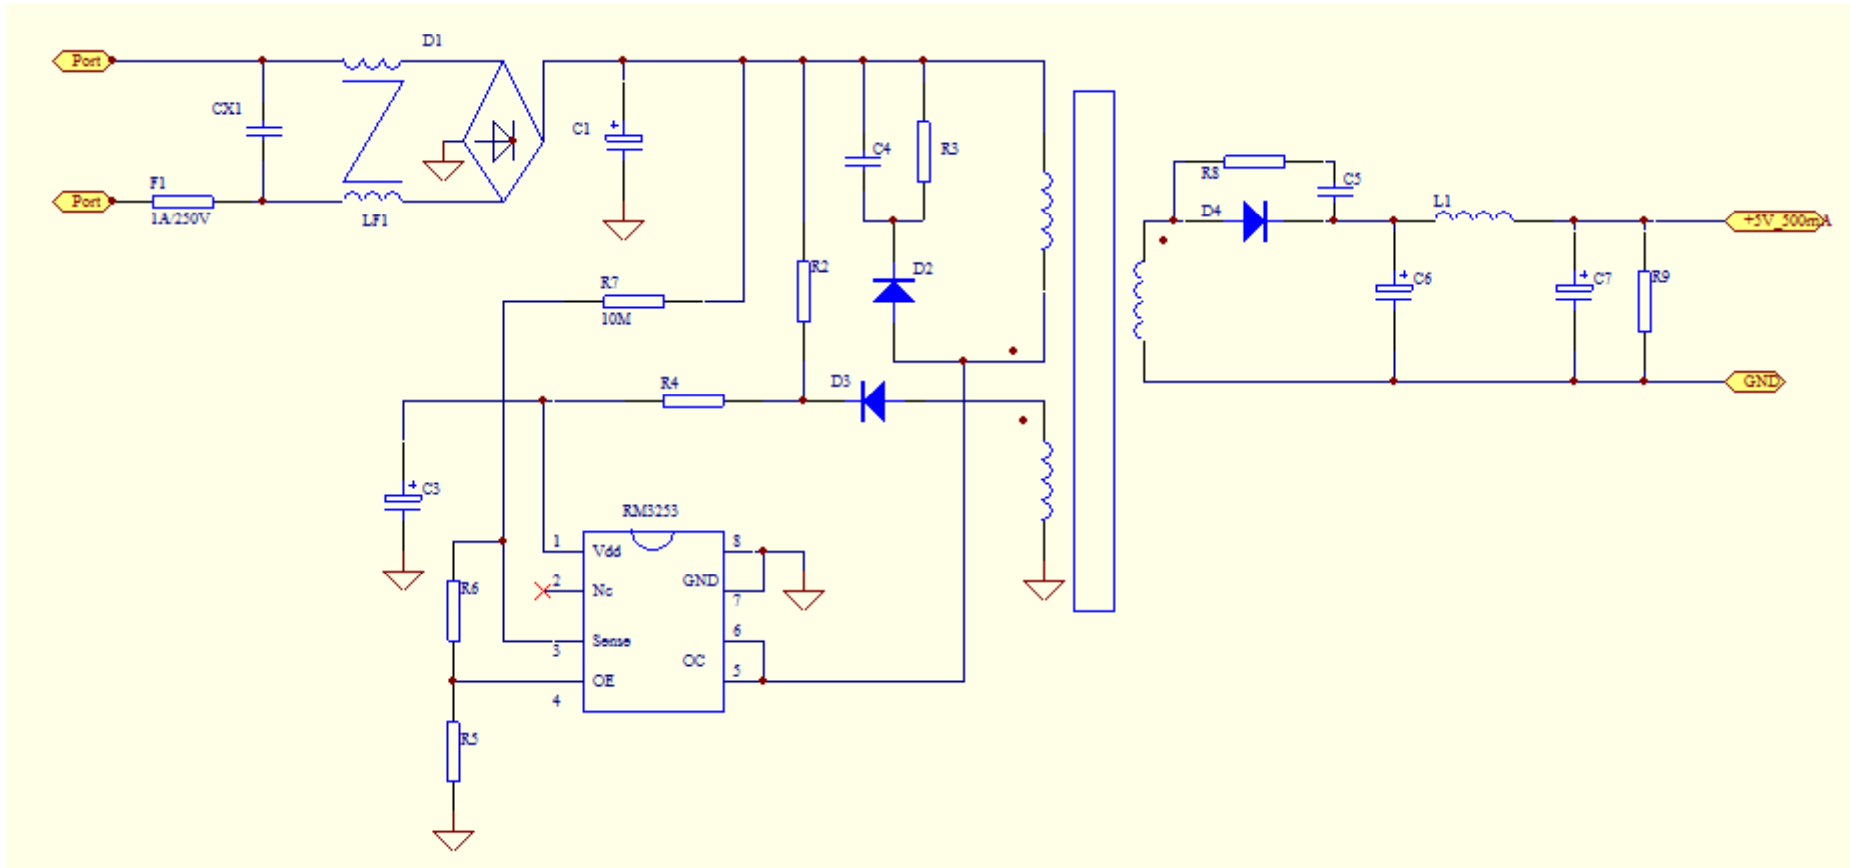 D1
Port
CX1
C1
C4
R3
C5
R8
F1
Port
1A/250V
LF1
D4
L1
+5V_500mA
R2
D2
C6
C7
R9
R7
10M
R4
D3
GND
C3
RM3253
1
Vdd
8
2
Nc
GND
7
R6
Sense
6
3
OC
5
OE
4
R5